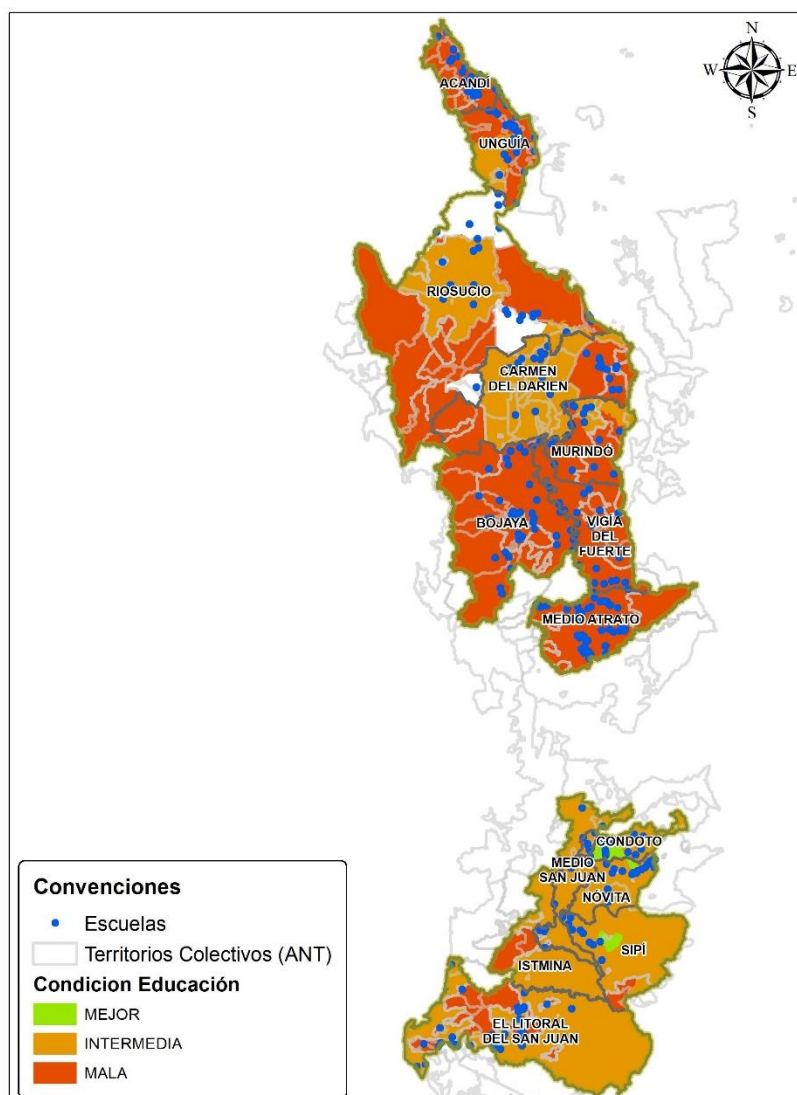 N
W E
S
ACANDÍ
UNGUÍA
RIOSUCIO
CARMEN
DEL DARIEN
MURINDÓ
BOJAYA
VIGÍA
DEL
FUERTE
MEDIO ATRATO
CONDOTO
MEDIO
SAN JUAN
NÓVITA
SIPÍ
ISTMINA
EL LITORAL
DEL SAN JUAN
Convenciones
Escuelas
Territorios Colectivos (ANT)
Condicion Educación
MEJOR
INTERMEDIA
MALA